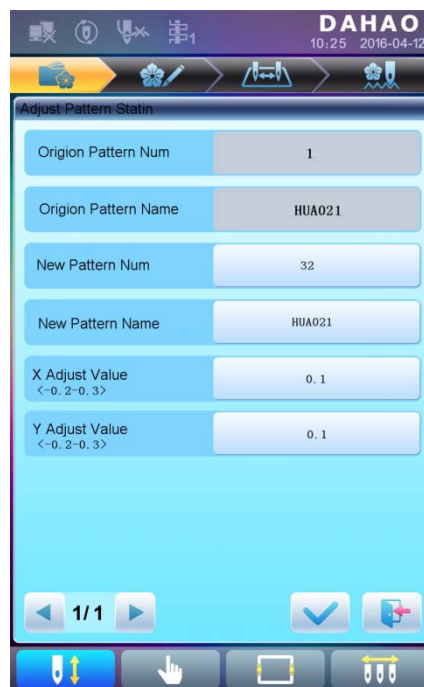 DAHAO
1
10:25 2016-04-12
Adjust Pattern Statin
Origion Pattern Num
1
Origion Pattern Name
HUA021
New Pattern Num
32
New Pattern Name
HUA021
X Adjust Value
<-0.2-0.3>
0.1
Y Adjust Value
<-0.2-0.3>
0.1
1/1